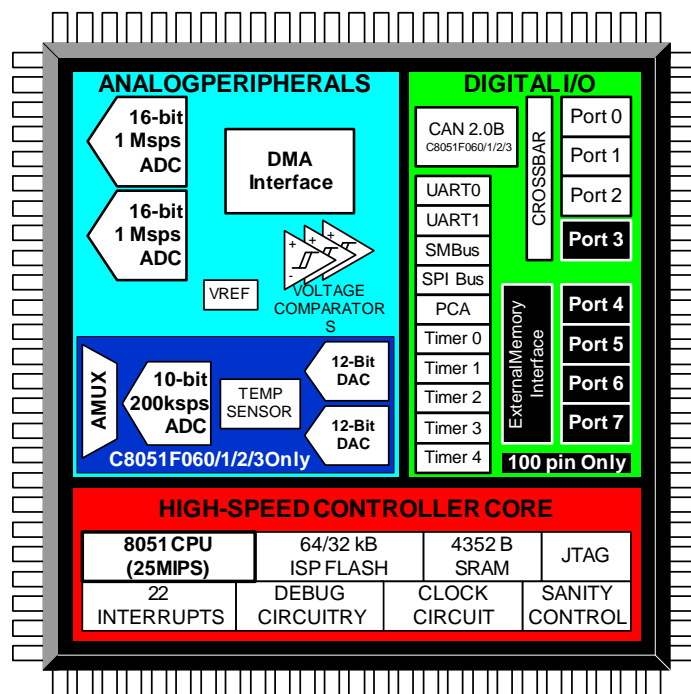 ANALOGPERIPHERALS
16-bit
1 Msps
ADC
16-bit
1 Msps
ADC
DMA
Interface
+
-
+
+
VREF
VOLTAGE
COMPARATOR
S
AMUX
10-bit
200ksps
ADC
TEMP
SENSOR
12-Bit
DAC
12-Bit
DAC
C8051F060/1/2/3Only
DIGITALI/O
CAN 2.0B
C8051F060/1/2/3
UART0
UART1
SMBus
SPI Bus
PCA
Timer 0
Timer 1
Timer 2
Timer 3
Timer 4
CROSSBAR
Port 0
Port 1
Port 2
Port 3
ExternalMemory
Interface
Port 4
Port 5
Port 6
Port 7
100 pin Only
HIGH-SPEED CONTROLLER CORE
8051CPU
(25MIPS)
64/32 kB
ISP FLASH
4352 B
SRAM
JTAG
22
INTERRUPTS
DEBUG
CIRCUITRY
CLOCK
CIRCUIT
SANITY
CONTROL